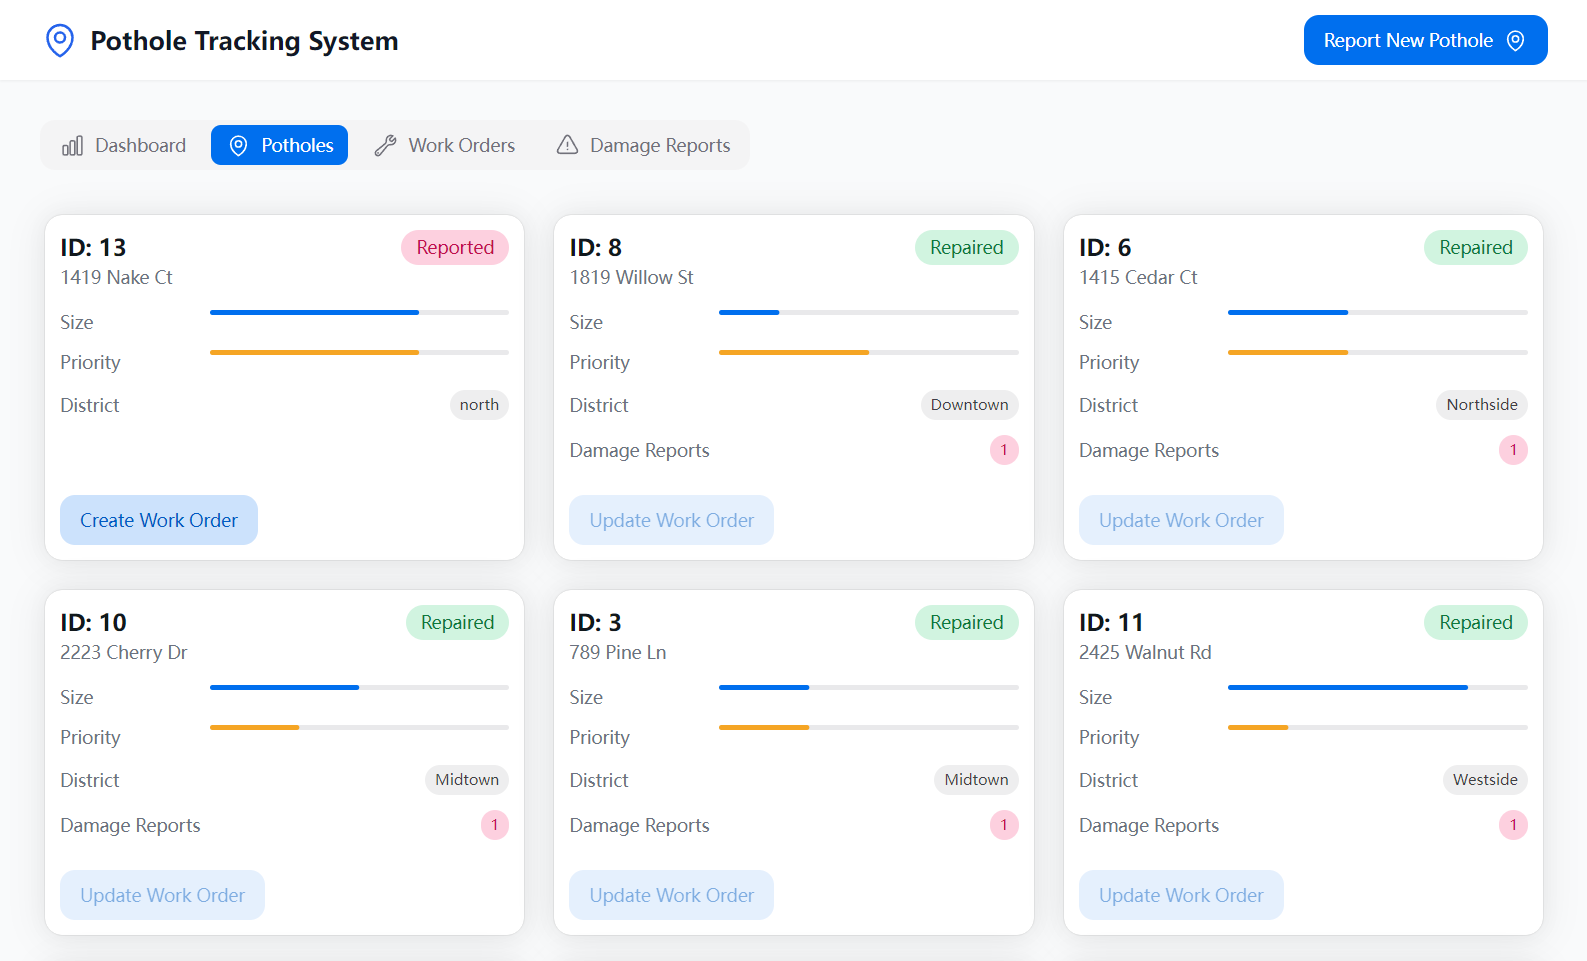 Pothole Tracking System
Report New Pothole
Dashboard
Potholes
Work Orders
Damage Reports
ID: 13
Reported
1419 Nake Ct
Size
Priority
District
north
Create Work Order
ID: 8
Repaired
1819 Willow St
Size
Priority
District
Downtown
Damage Reports
1
Update Work Order
ID: 6
Repaired
1415 Cedar Ct
Size
Priority
District
Northside
Damage Reports
1
Update Work Order
ID: 10
Repaired
2223 Cherry Dr
Size
Priority
District
Midtown
Damage Reports
1
Update Work Order
ID: 3
Repaired
789 Pine Ln
Size
Priority
District
Midtown
Damage Reports
1
Update Work Order
ID: 11
Repaired
2425 Walnut Rd
Size
Priority
District
Westside
Damage Reports
1
Update Work Order